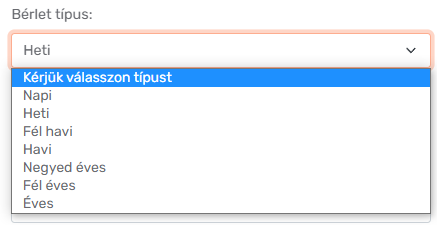 Bérlet típus:
Heti
Kérjük válasszon típust
Napi
Heti
Fél havi
Havi
Negyed éves
Fél éves
Éves